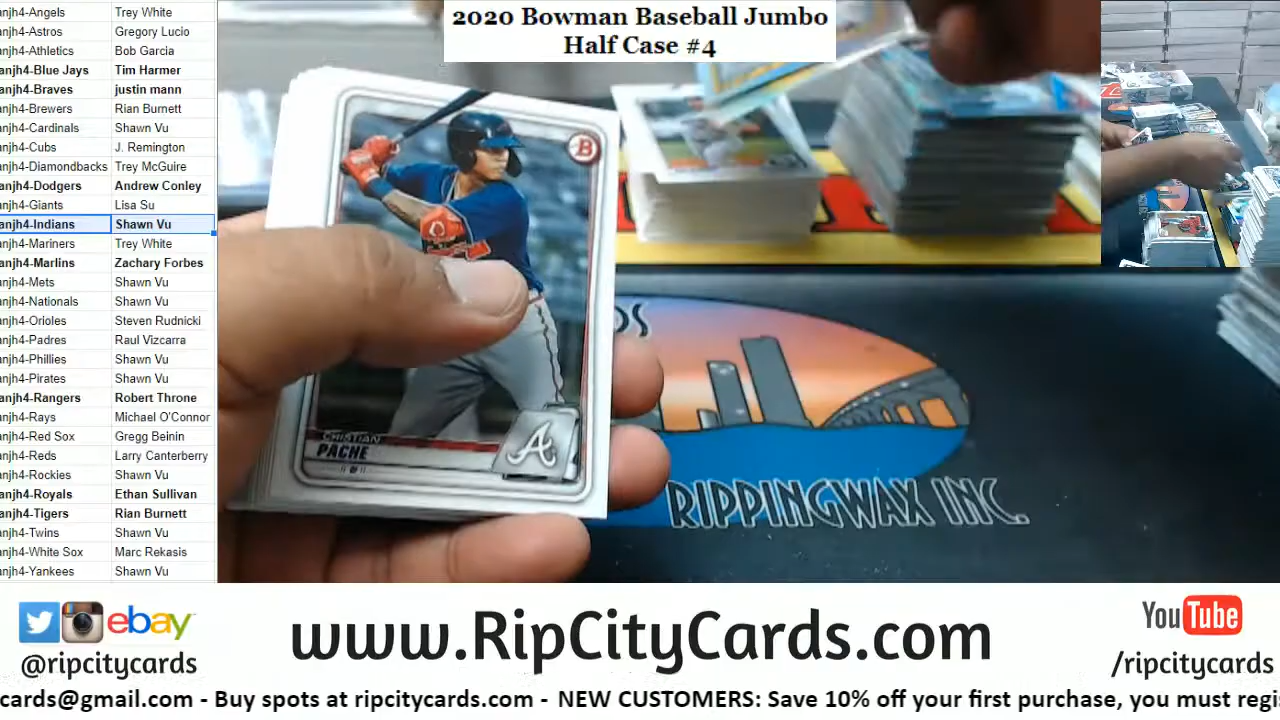 2020 Bowman Baseball Jumbo
Half Case #4
anjh4-Angels Trey White
anjh4-Astros Gregory Lucio
anjh4-Athletics Bob Garcia
anjh4-Blue Jays Tim Harmer
anjh4-Braves justin mann
anjh4-Brewers Rian Burnett
anjh4-Cardinals Shawn Vu
anjh4-Cubs J. Remington
anjh4-Diamondbacks Trey McGuire
anjh4-Dodgers Andrew Conley
anjh4-Giants Lisa Su
anjh4-Indians Shawn Vu
anjh4-Mariners Trey White
anjh4-Marlins Zachary Forbes
anjh4-Mets Shawn Vu
anjh4-Nationals Shawn Vu
anjh4-Orioles Steven Rudnicki
anjh4-Padres Raul Vizcarra
anjh4-Phillies Shawn Vu
anjh4-Pirates Shawn Vu
anjh4-Rangers Robert Throne
anjh4-Rays Michael O'Connor
anjh4-Red Sox Gregg Beinin
anjh4-Reds Larry Canterberry
anjh4-Rockies Shawn Vu
anjh4-Royals Ethan Sullivan
anjh4-Tigers Rian Burnett
anjh4-Twins Shawn Vu
anjh4-White Sox Marc Rekasis
anjh4-Yankees Shawn Vu
B
CRISTIAN
PACHE
A
DS
RIPPINGWAX INC.
ebay
@ripcitycards
www.RipCityCards.com
YouTube
/ripcitycards
cards@gmail.com - Buy spots at ripcitycards.com - NEW CUSTOMERS: Save 10% off your first purchase, you must regi